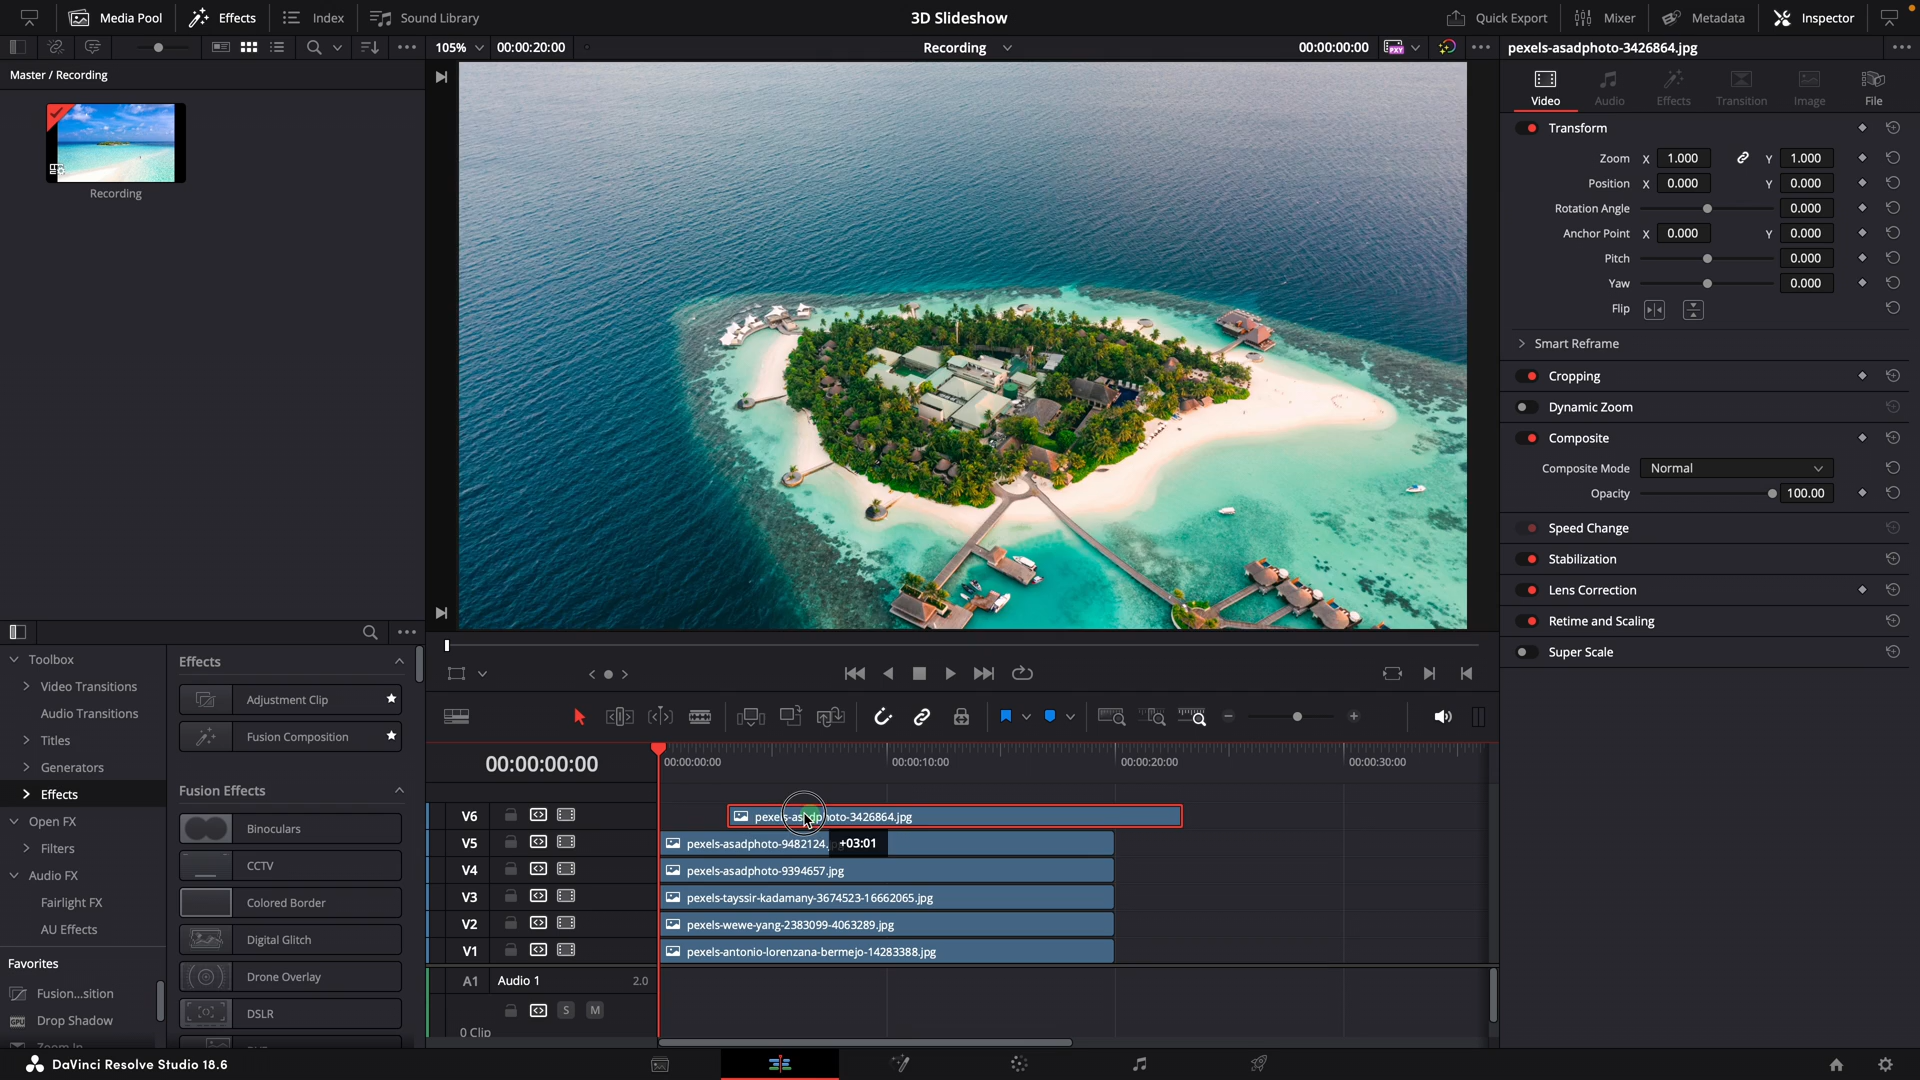 Media Pool
Effects
Index
Sound Library
3D Slideshow
Quick Export
Mixer
Metadata
Inspector
105%
00:00:20:00
Recording
00:00:00:00
pexels-asadphoto-3426864.jpg
Master / Recording
Recording
Video
Audio
Effects
Transition
Image
File
Transform
Zoom X 1.000 Y 1.000
Position X 0.000 Y 0.000
Rotation Angle 0.000
Anchor Point X 0.000 Y 0.000
Pitch 0.000
Yaw 0.000
Flip
Smart Reframe
Cropping
Dynamic Zoom
Composite
Composite Mode Normal
Opacity 100.00
Speed Change
Stabilization
Lens Correction
Retime and Scaling
Super Scale
Toolbox
Video Transitions
Audio Transitions
Titles
Generators
Effects
Open FX
Filters
Audio FX
Fairlight FX
AU Effects
Favorites
Fusion...sition
Drop Shadow
Effects
Adjustment Clip
Fusion Composition
Fusion Effects
Binoculars
CCTV
Colored Border
Digital Glitch
Drone Overlay
DSLR
00:00:00:00
00:00:00:00
00:00:10:00
00:00:20:00
00:00:30:00
V6
V5
pexels-asadphoto-9482124.
+03:01
V4
pexels-asadphoto-9394657.jpg
V3
pexels-tayssir-kadamany-3674523-16662065.jpg
V2
pexels-wewe-yang-2383099-4063289.jpg
V1
pexels-antonio-lorenzana-bermejo-14283388.jpg
A1 Audio 1 2.0
S M
0 Clip
DaVinci Resolve Studio 18.6